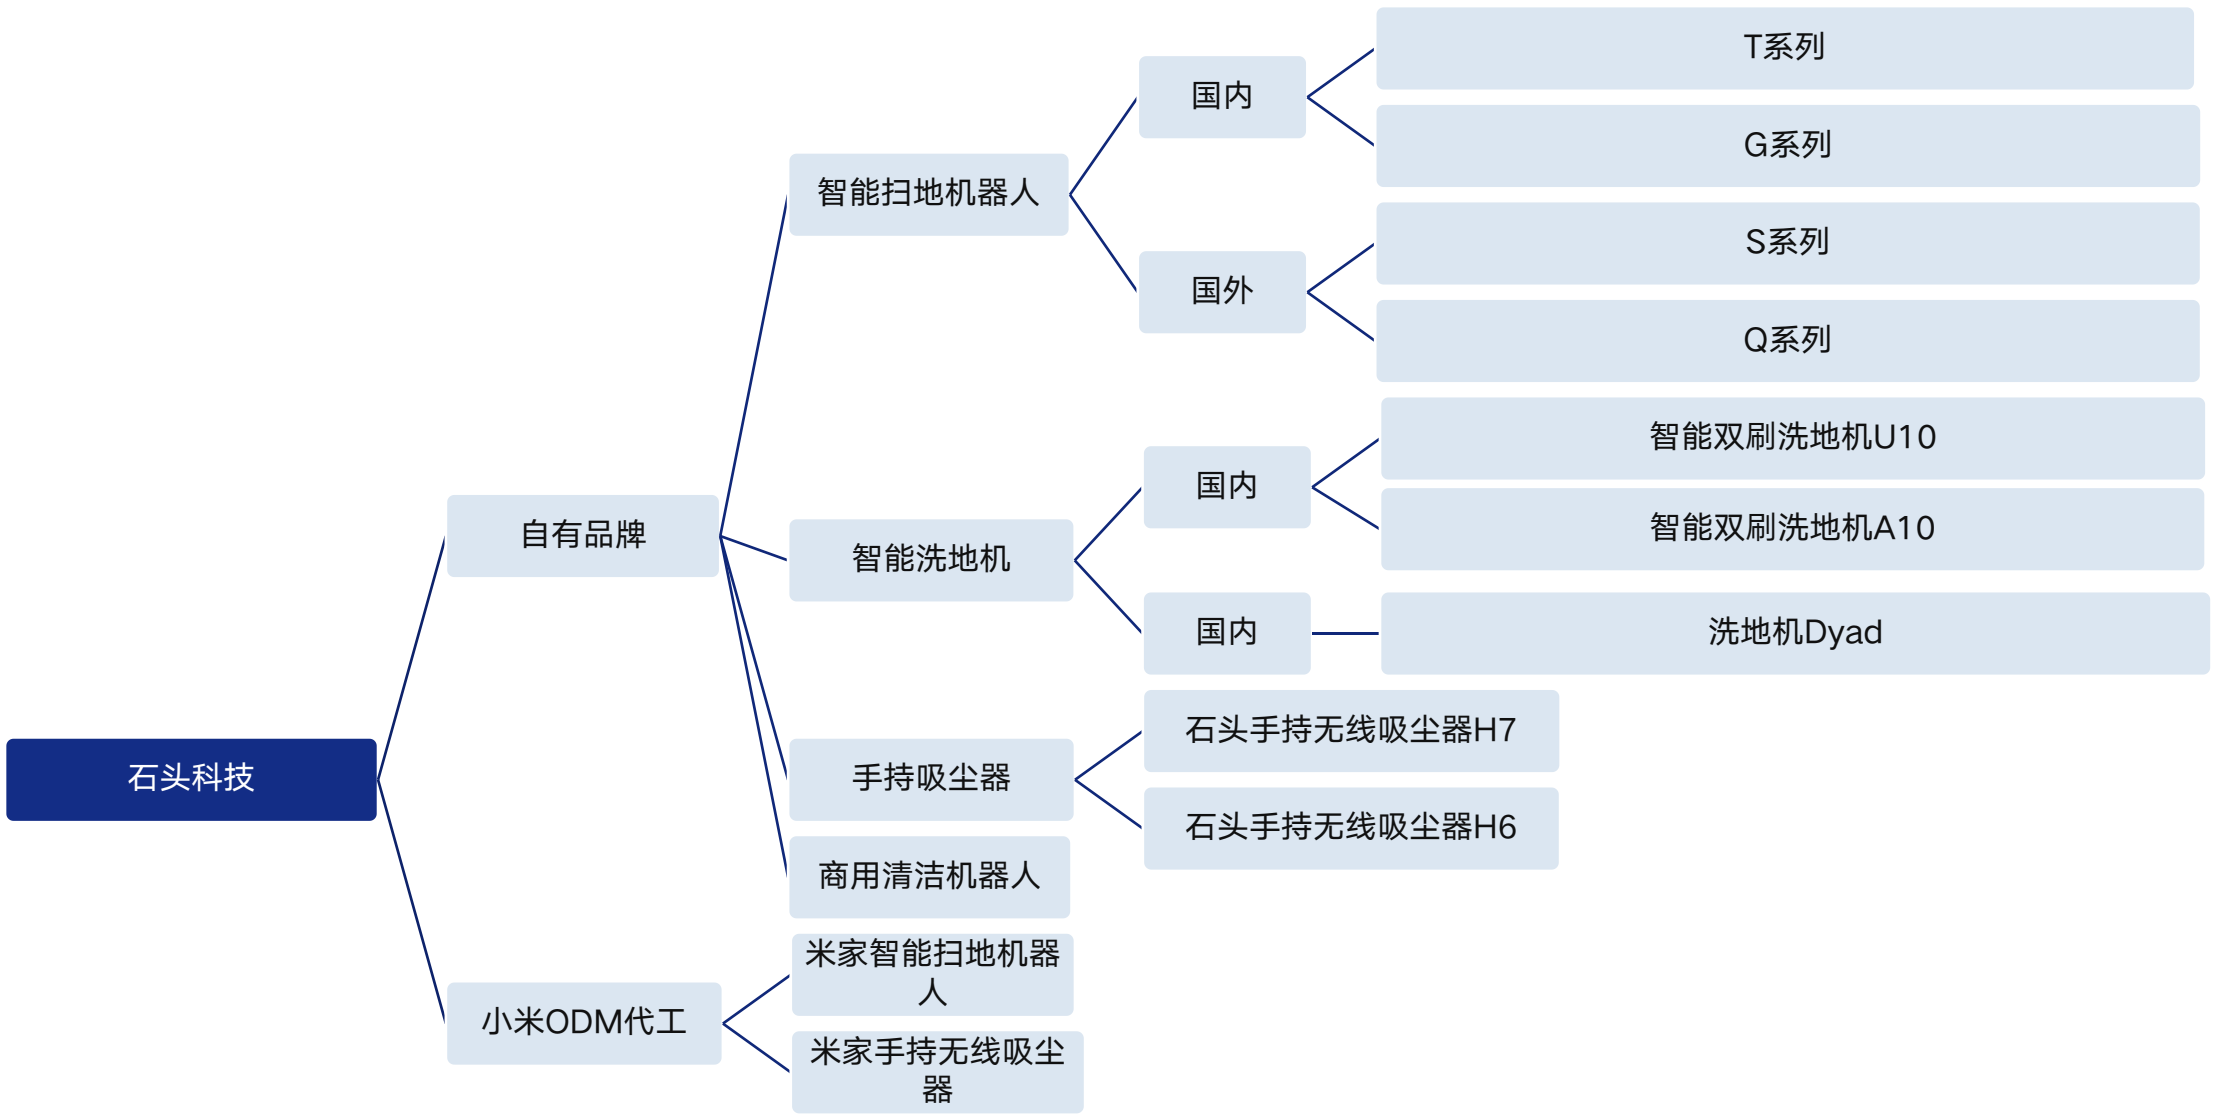 石头科技
自有品牌
智能扫地机器人
国内
T系列
G系列
国外
S系列
Q系列
智能洗地机
国内
智能双刷洗地机U10
智能双刷洗地机A10
国内
洗地机Dyad
手持吸尘器
石头手持无线吸尘器H7
石头手持无线吸尘器H6
商用清洁机器人
小米ODM代工
米家智能扫地机器
人
米家手持无线吸尘
器